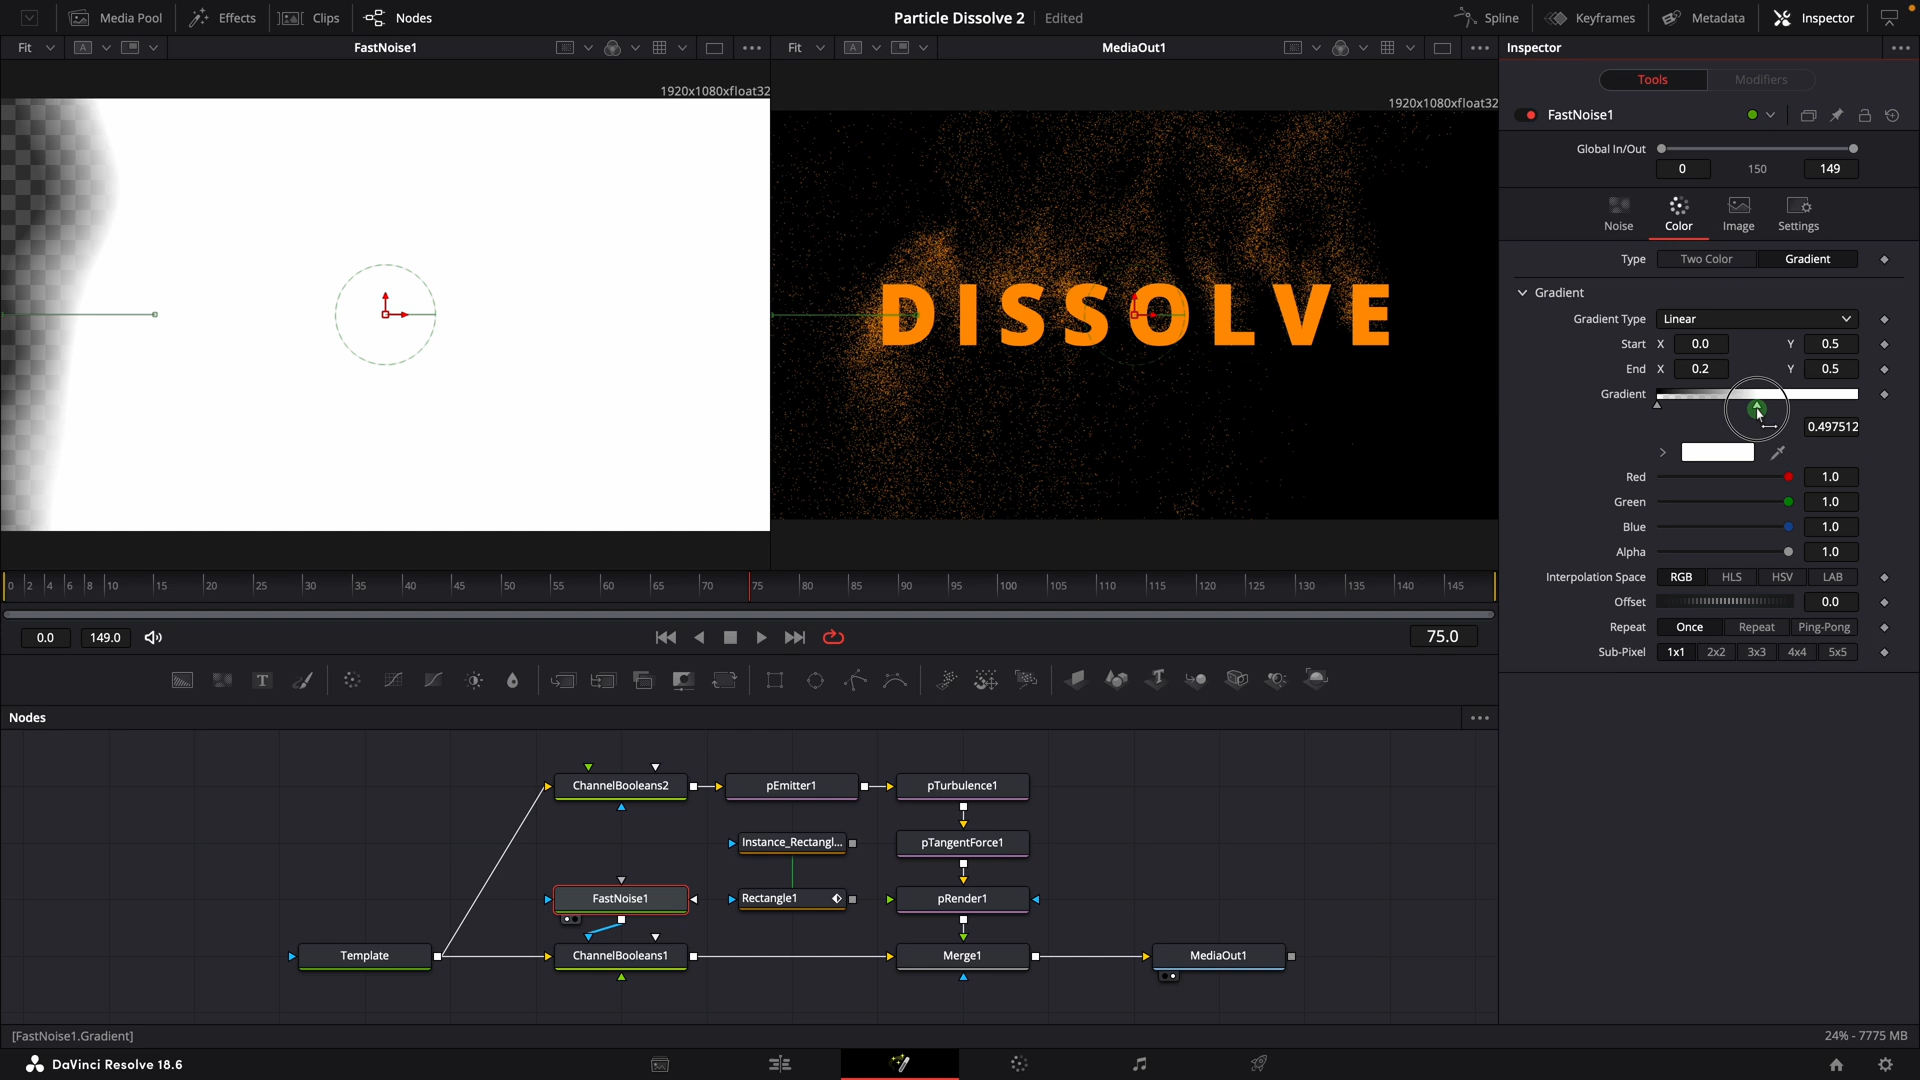 Media Pool
Effects
Clips
Nodes
Particle Dissolve 2
Edited
Spline
Keyframes
Metadata
Inspector
Fit
A
FastNoise1
Fit
A
MediaOut1
Inspector
1920x1080xfloat32
1920x1080xfloat32
Tools
Modifiers
FastNoise1
Global In/Out
0
150
149
Noise
Color
Image
Settings
Type
Two Color
Gradient
Gradient
Gradient Type
Linear
Start
X
0.0
Y
0.5
End
X
0.2
Y
0.5
Gradient
0.497512
Red
1.0
Green
1.0
Blue
1.0
Alpha
1.0
Interpolation Space
RGB
HLS
HSV
LAB
Offset
0.0
Repeat
Once
Repeat
Ping-Pong
Sub-Pixel
1x1
2x2
3x3
4x4
5x5
DISSOLVE
0 2 4 6 8 10 15 20 25 30 35 40 45 50 55 60 65 70 75 80 85 90 95 100 105 110 115 120 125 130 135 140 145
0.0
149.0
75.0
Nodes
ChannelBooleans2
pEmitter1
pTurbulence1
Instance_Rectangl...
pTangentForce1
FastNoise1
Rectangle1
pRender1
Template
ChannelBooleans1
Merge1
MediaOut1
[FastNoise1.Gradient]
24% - 7775 MB
DaVinci Resolve 18.6